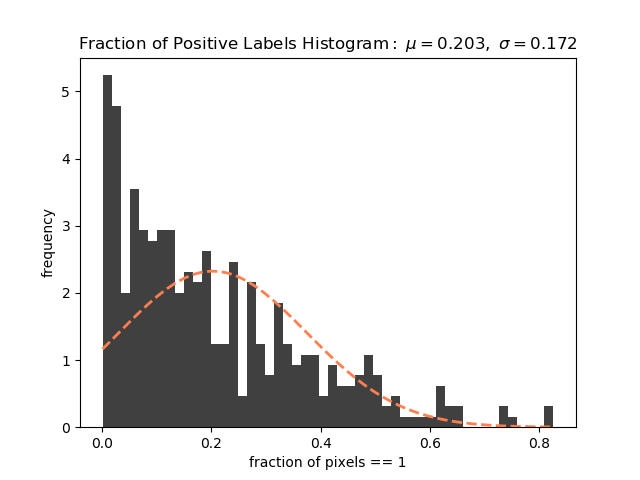 Fraction of Positive Labels Histogram: μ = 0.203, σ = 0.172
5
4
3
2
1
0
frequency
0.0 0.2 0.4 0.6 0.8
fraction of pixels == 1